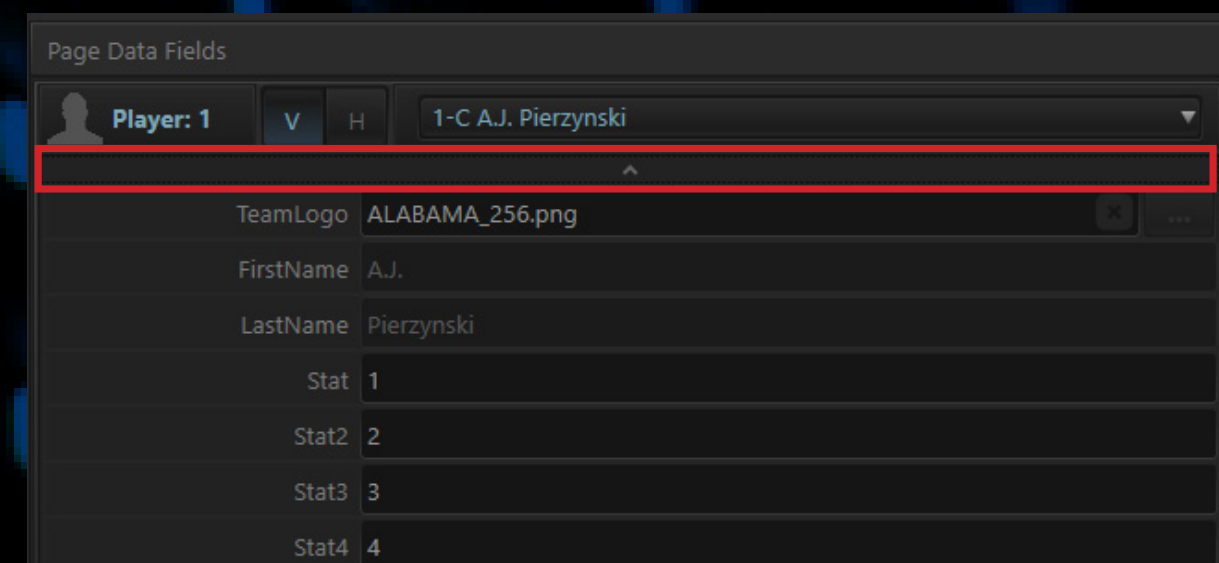 Page Data Fields
Player: 1 V H 1-C A.J. Pierzynski
TeamLogo ALABAMA_256.png ...
FirstName A.J.
LastName Pierzynski
Stat 1
Stat2 2
Stat3 3
Stat4 4